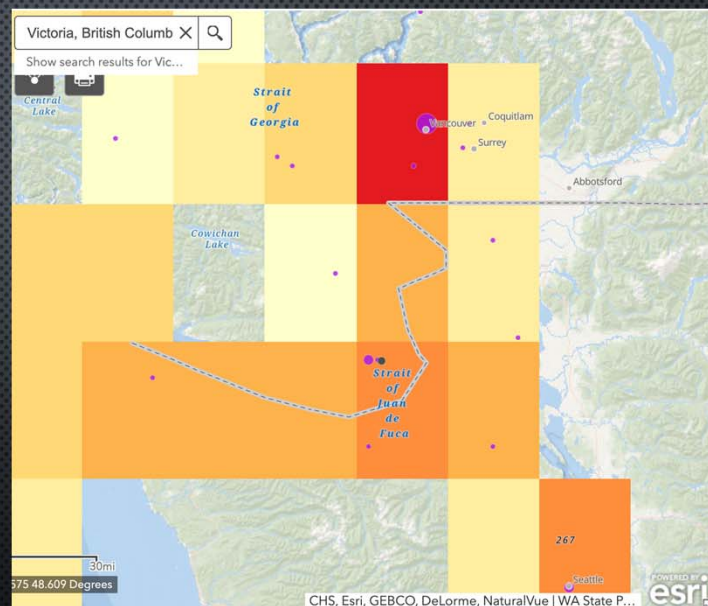 Victoria, British Columb
Show search results for Vic...
Central
Lake
Strait
of
Georgia
Vancouver
Coquitlam
Surrey
Abbotsford
Cowichan
Lake
Strait
of
Juan
de
Fuca
267
30mi
575 48.609 Degrees
Seattle
POWERED BY
esri
CHS, Esri, GEBCO, DeLorme, NaturalVue | WA State P...